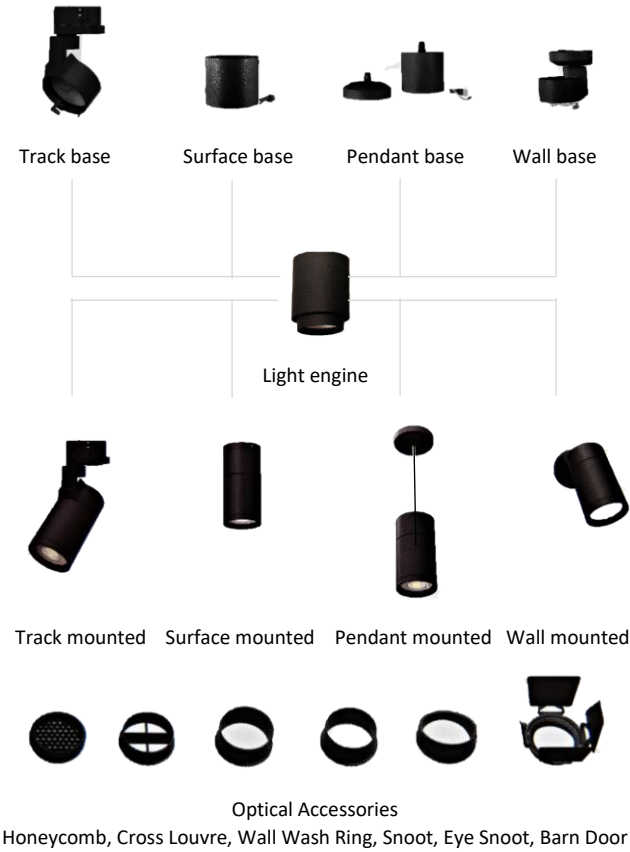 Track base Surface base Pendant base Wall base
Light engine
Track mounted Surface mounted Pendant mounted Wall mounted
Optical Accessories
Honeycomb, Cross Louvre, Wall Wash Ring, Snoot, Eye Snoot, Barn Door